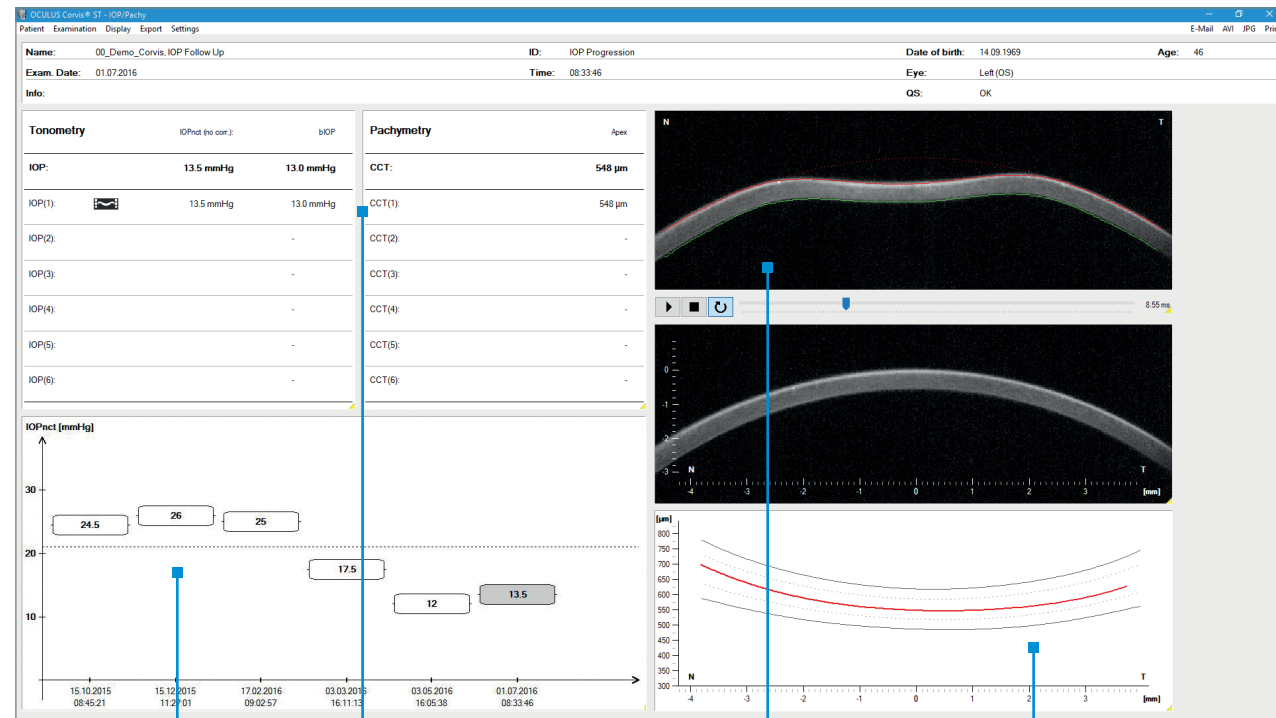 OCULUS Corvis® ST - IOP/Pachy
Patient Examination Display Export Settings
E-Mail AVI JPG Prin
Name: 00_Demo_Corvis, IOP Follow Up ID: IOP Progression Date of birth: 14.09.1969 Age: 46
Exam. Date: 01.07.2016 Time: 08:33:46 Eye: Left (OS)
Info: QS: OK
Tonometry IOPnct (no corr.): bIOP
IOP: 13.5 mmHg 13.0 mmHg
IOP(1): 13.5 mmHg 13.0 mmHg
IOP(2): -
IOP(3): -
IOP(4): -
IOP(5): -
IOP(6): -
Pachymetry Apex
CCT: 548 µm
CCT(1): 548 µm
CCT(2): -
CCT(3): -
CCT(4): -
CCT(5): -
CCT(6): -
N T
8.55 ms
0
-1
-2
-3
N T
-4 -3 -2 -1 0 1 2 3 [mm]
IOPnct [mmHg]
30
20
10
24.5 26 25 17.5 12 13.5
15.10.2015 15.12.2015 17.02.2016 03.03.2016 03.05.2016 01.07.2016
08:45:21 11:27:01 09:02:57 16:11:13 16:05:38 08:33:46
[µm]
800
750
700
650
600
550
500
450
400
350
300
N T
-4 -3 -2 -1 0 1 2 3 [mm]